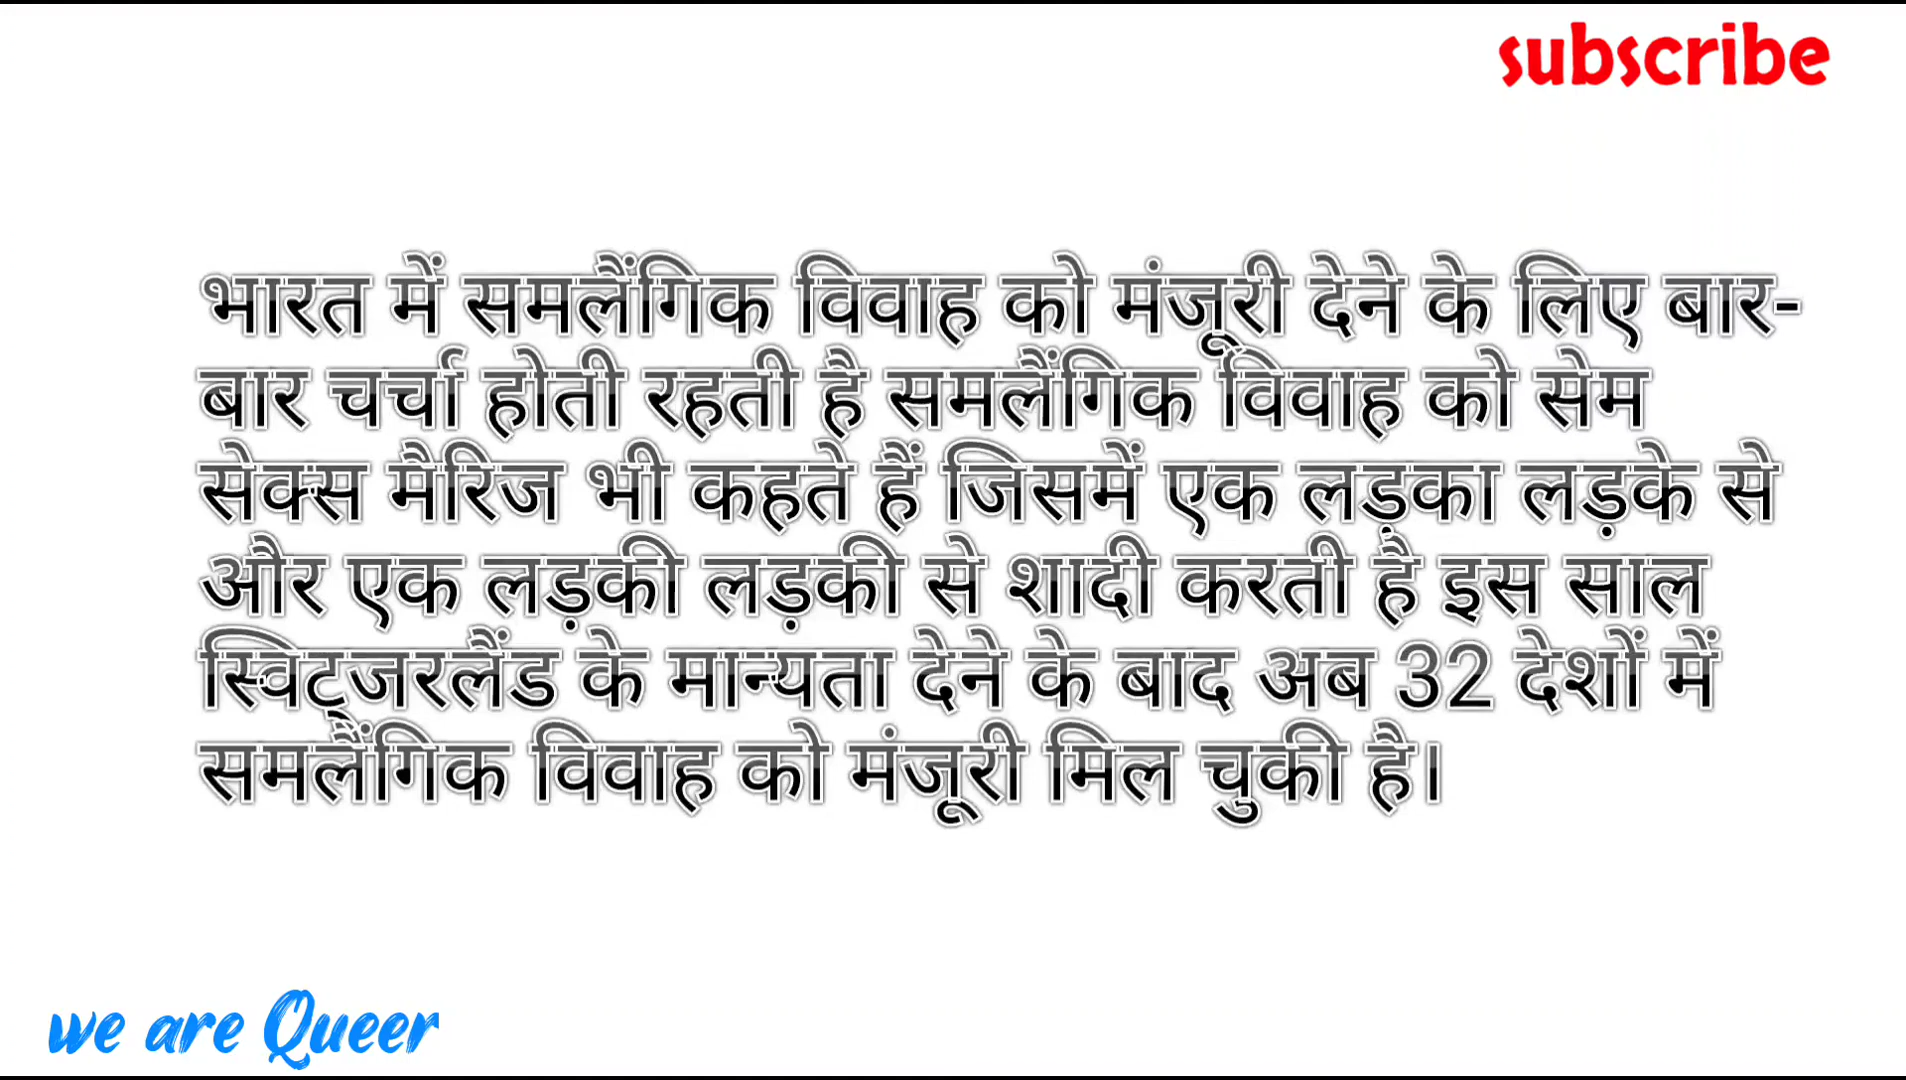 subscribe
भारत में समलैंगिक विवाह को मंजूरी देने के लिए बार-
बार चर्चा होती रहती है समलैंगिक विवाह को सेम
सेक्स मैरिज भी कहते हैं जिसमें एक लड़का लड़के से
और एक लड़की लड़की से शादी करती है इस साल
स्विट्जरलैंड के मान्यता देने के बाद अब 32 देशों में
समलैंगिक विवाह को मंजूरी मिल चुकी है।
we are Queer